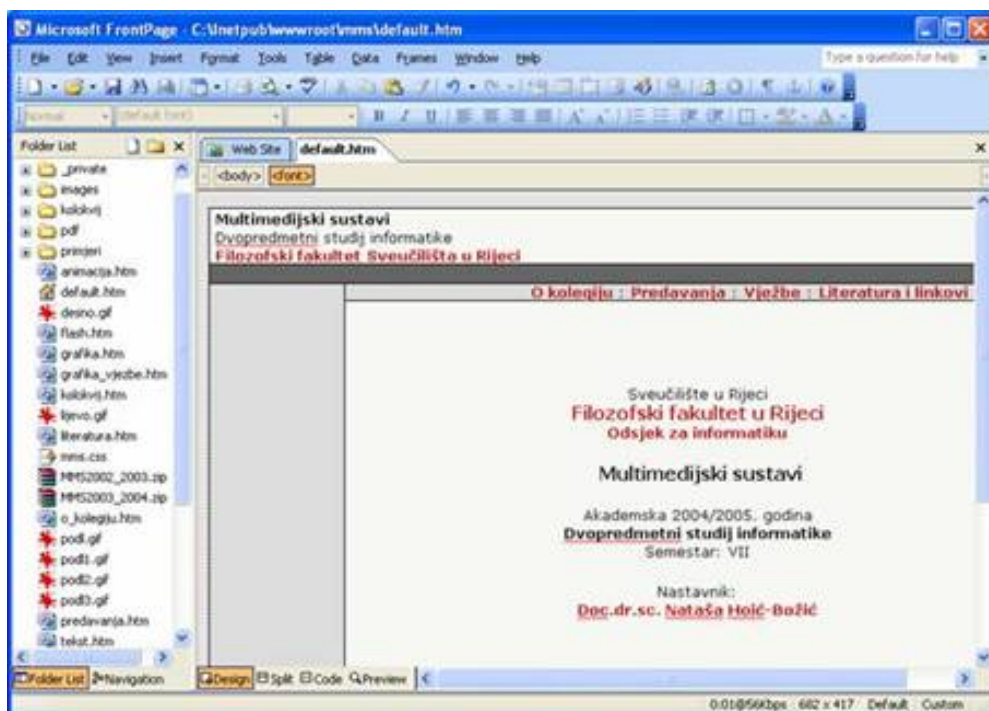 Microsoft FrontPage - C:\Inetpub\wwwroot\mms\default.htm
File Edit View Insert Format Tools Table Data Frames Window Help
Type a question for help
Normal (default font)
Folder List
Web Site default.htm
<body> <font>
_private
images
kolokvij
pdf
primjeri
animacija.htm
default.htm
desno.gif
flash.htm
grafika.htm
grafika_vjezbe.htm
kolokvij.htm
lijevo.gif
literatura.htm
mms.css
MMS2002_2003.zip
MMS2003_2004.zip
o_kolegiju.htm
podl.gif
podl1.gif
podl2.gif
podl3.gif
predavanja.htm
tekst.htm
Multimedijski sustavi
Dvopredmetni studij informatike
Filozofski fakultet Sveučilišta u Rijeci
O kolegiju : Predavanja : Vježbe : Literatura i linkovi
Sveučilište u Rijeci
Filozofski fakultet u Rijeci
Odsjek za informatiku
Multimedijski sustavi
Akademska 2004/2005. godina
Dvopredmetni studij informatike
Semestar: VII
Nastavnik:
Doc.dr.sc. Nataša Hoić-Božić
Folder List Navigation
Design Split Code Preview
0:01@56Kbps 682 x 417 Default Custom